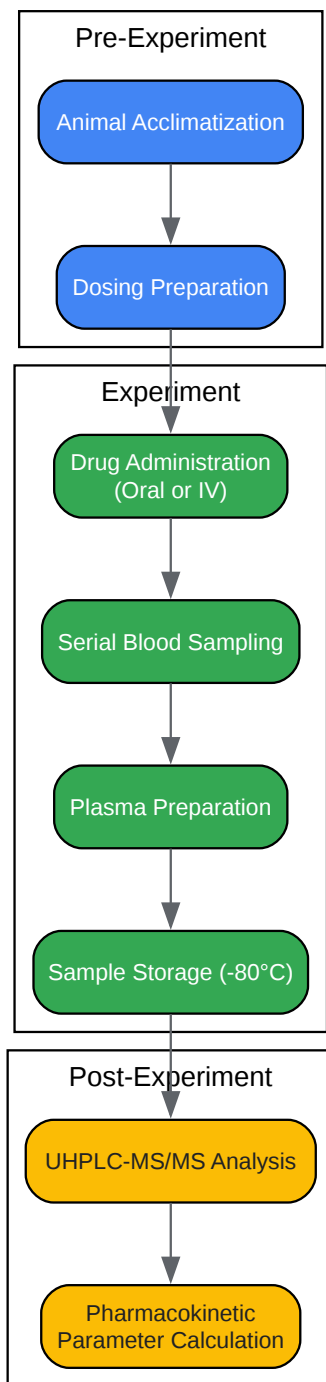 Pre-Experiment
Animal Acclimatization
Dosing Preparation
Experiment
Drug Administration
(Oral or IV)
Serial Blood Sampling
Plasma Preparation
Sample Storage (-80°C)
Post-Experiment
UHPLC-MS/MS Analysis
Pharmacokinetic
Parameter Calculation